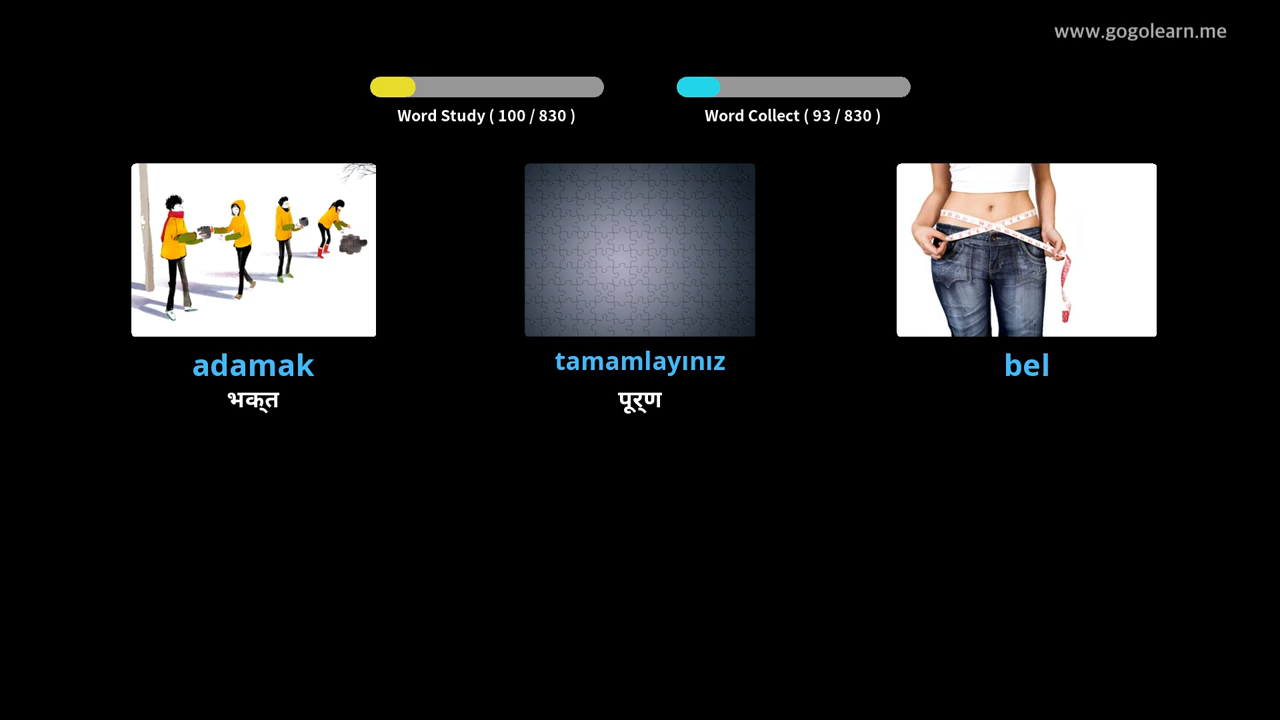 www.gogolearn.me
Word Study ( 100 / 830 )
Word Collect ( 93 / 830 )
adamak
tamamlayınız
bel
भक्त
पूर्ण